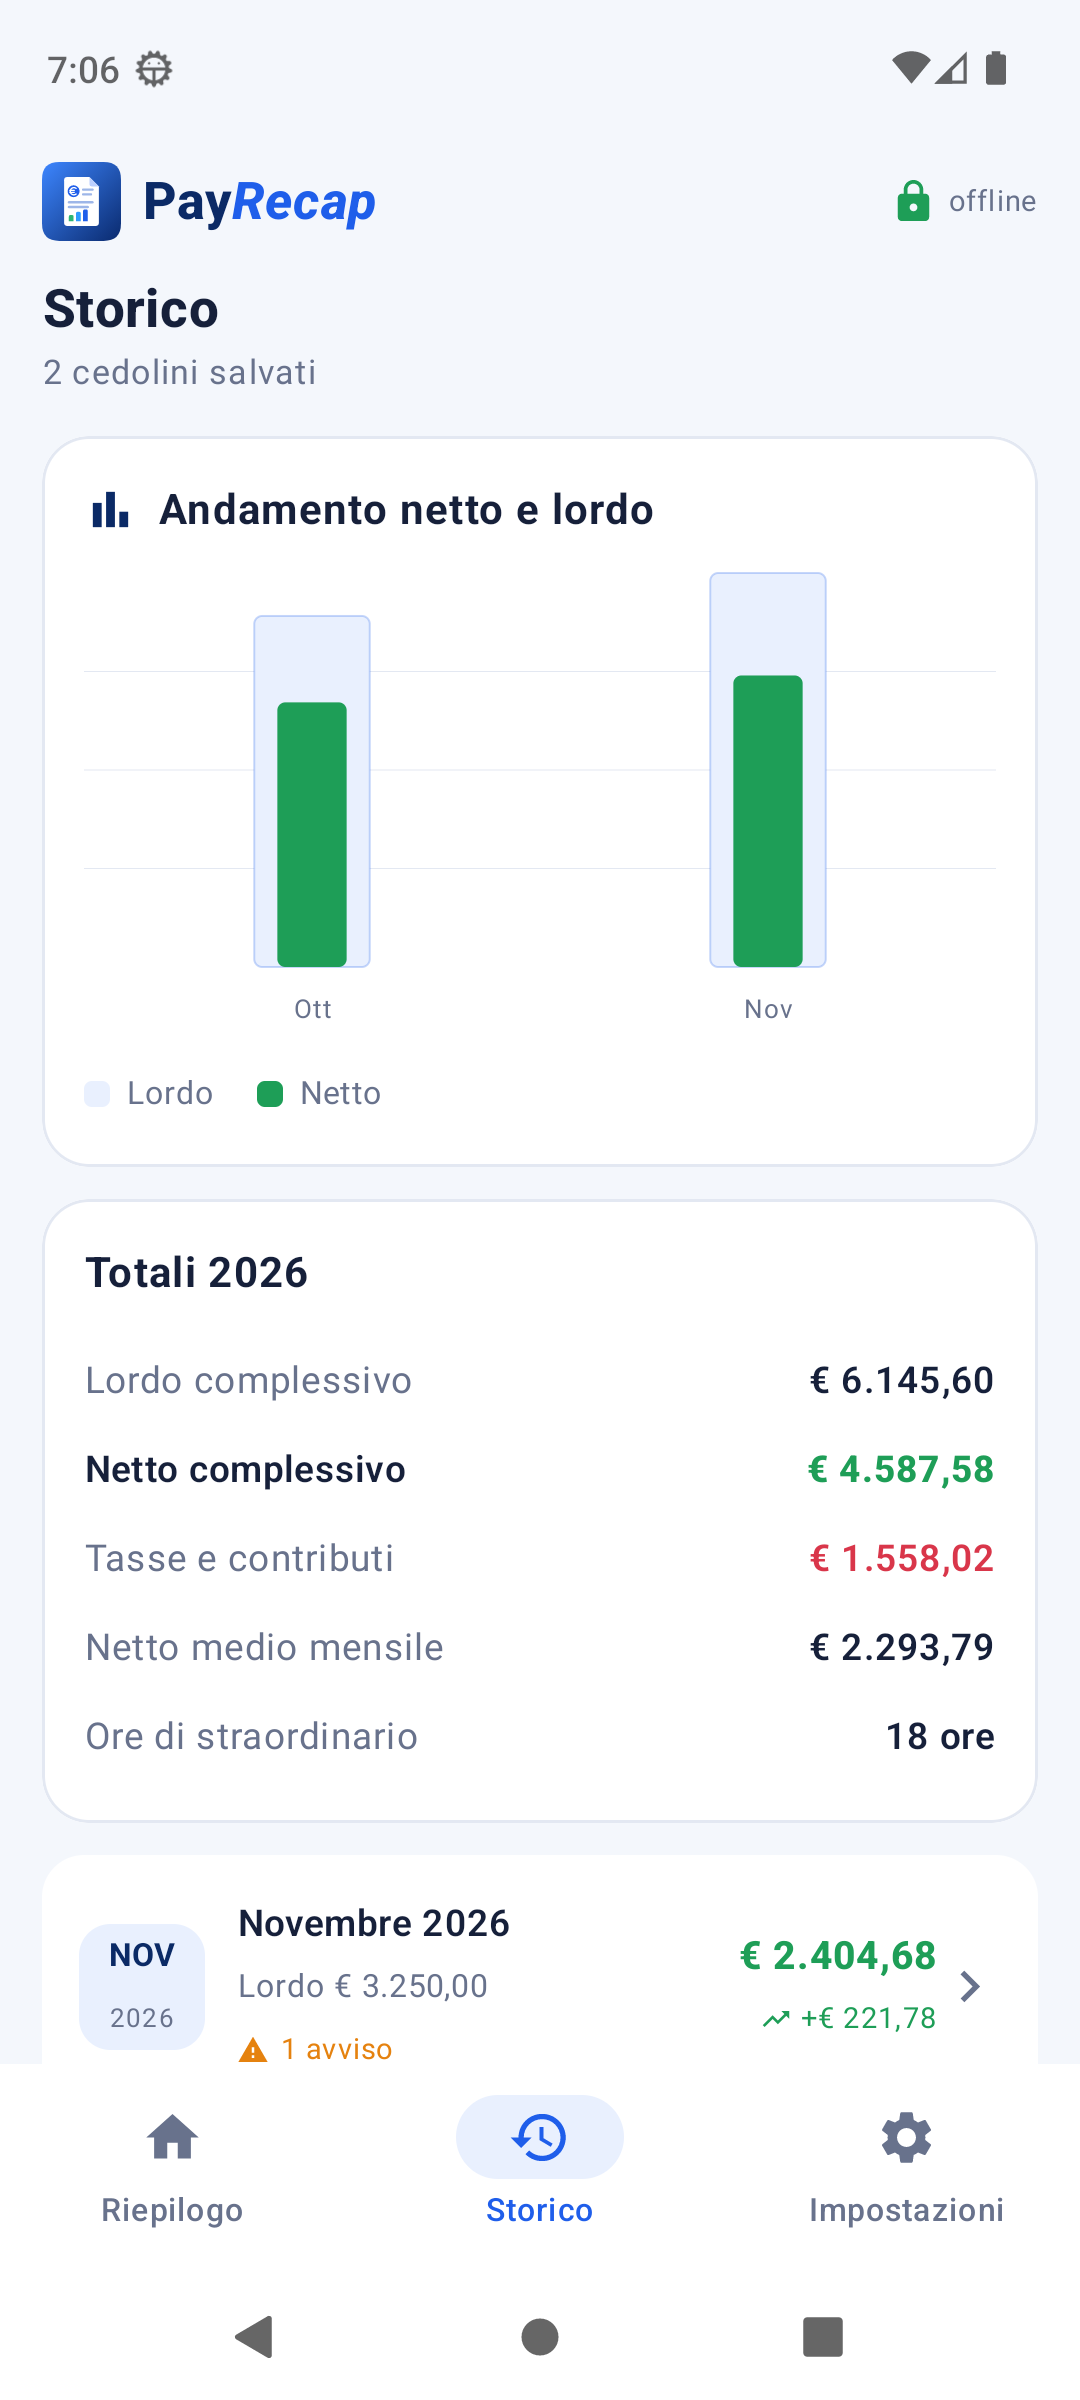 7:06
PayRecap
offline
Storico
2 cedolini salvati
Andamento netto e lordo
Ott
Nov
Lordo
Netto
Totali 2026
Lordo complessivo
€ 6.145,60
Netto complessivo
€ 4.587,58
Tasse e contributi
€ 1.558,02
Netto medio mensile
€ 2.293,79
Ore di straordinario
18 ore
NOV
2026
Novembre 2026
Lordo € 3.250,00
1 avviso
€ 2.404,68
+€ 221,78
Riepilogo
Storico
Impostazioni